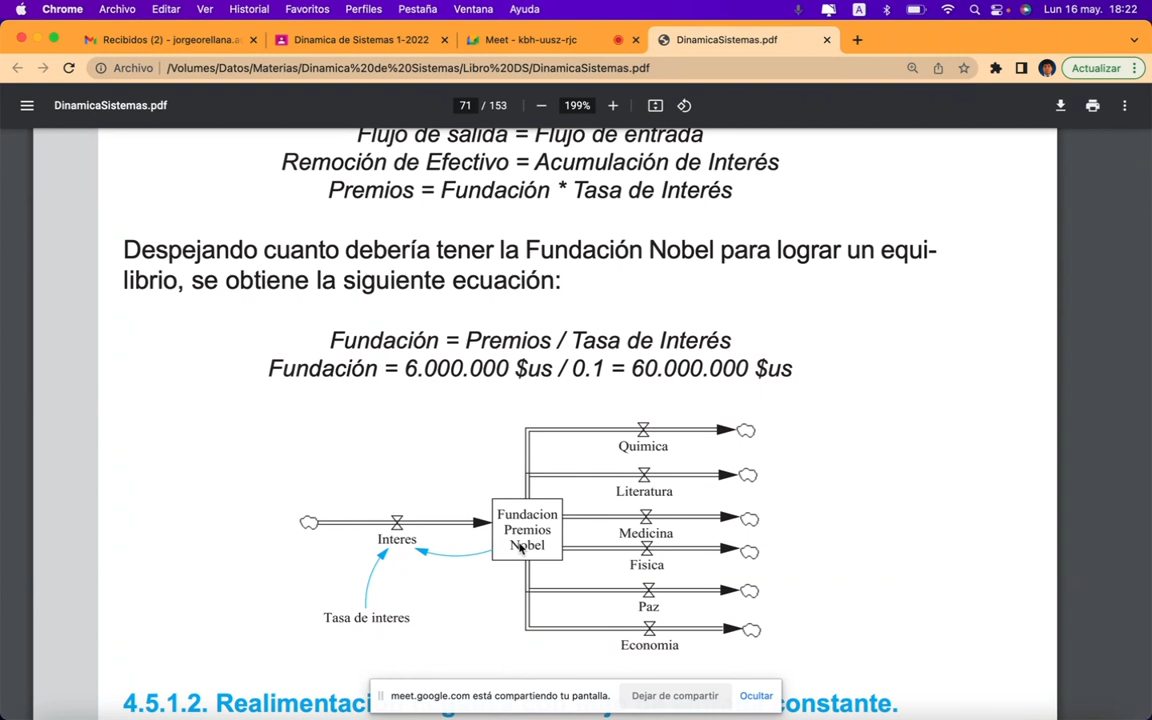 Chrome Archivo Editar Ver Historial Favoritos Perfiles Pestaña Ventana Ayuda A Lun 16 may. 18:22
Recibidos (2) - jorgeorellana.a Dinamica de Sistemas 1-2022 Meet - kbh-uusz-rjc DinamicaSistemas.pdf
Archivo /Volumes/Datos/Materias/Dinamica%20de%20Sistemas/Libro%20DS/DinamicaSistemas.pdf Actualizar
DinamicaSistemas.pdf 71 / 153 199%
Flujo de salida = Flujo de entrada
Remoción de Efectivo = Acumulación de Interés
Premios = Fundación * Tasa de Interés
Despejando cuanto debería tener la Fundación Nobel para lograr un equi-
librio, se obtiene la siguiente ecuación:
Fundación = Premios / Tasa de Interés
Fundación = 6.000.000 $us / 0.1 = 60.000.000 $us
Quimica
Literatura
Fundacion
Premios
Nobel
Interes
Medicina
Fisica
Paz
Tasa de interes
Economia
meet.google.com está compartiendo tu pantalla. Dejar de compartir Ocultar
4.5.1.2. Realimentac constante.